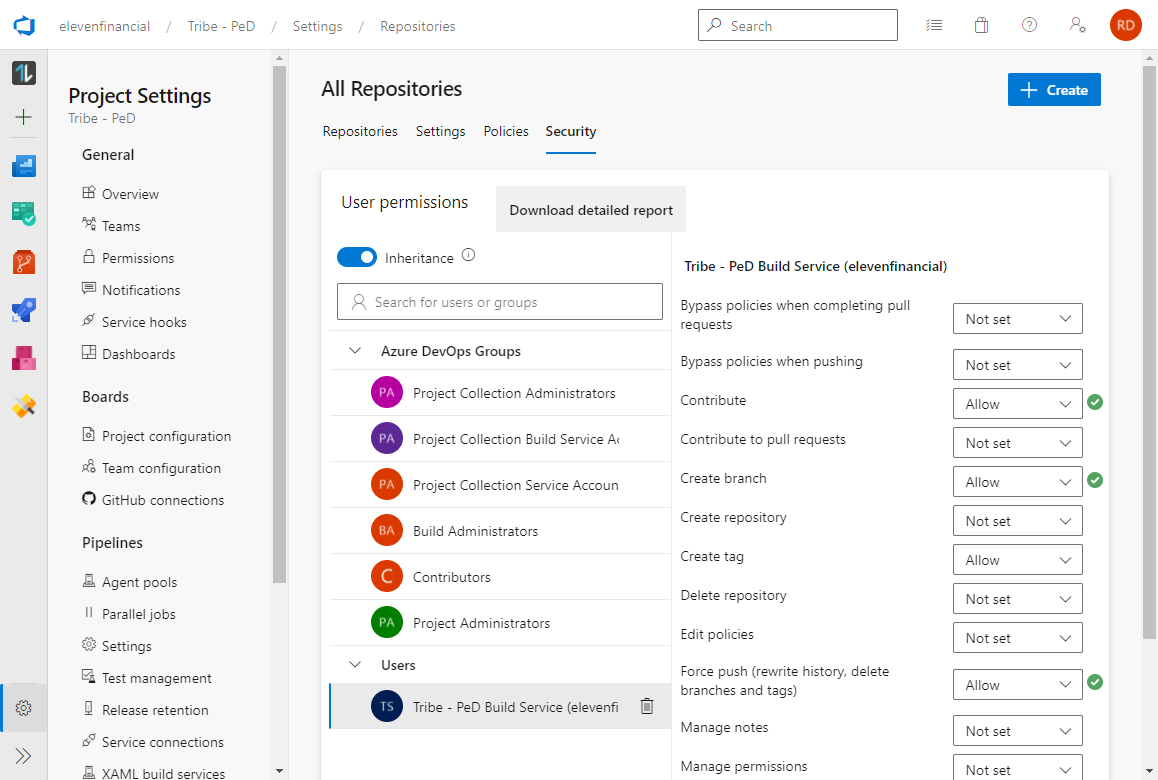 elevenfinancial / Tribe - PeD / Settings / Repositories
Search
RD
Project Settings
Tribe - PeD
General
Overview
Teams
Permissions
Notifications
Service hooks
Dashboards
Boards
Project configuration
Team configuration
GitHub connections
Pipelines
Agent pools
Parallel jobs
Settings
Test management
Release retention
Service connections
XAML build services
All Repositories
Create
Repositories Settings Policies Security
User permissions
Download detailed report
Inheritance
Search for users or groups
Azure DevOps Groups
PA Project Collection Administrators
PA Project Collection Build Service Ac
PA Project Collection Service Accoun
BA Build Administrators
C Contributors
PA Project Administrators
Users
TS Tribe - PeD Build Service (elevenfi
Tribe - PeD Build Service (elevenfinancial)
Bypass policies when completing pull
requests
Not set
Bypass policies when pushing
Not set
Contribute
Allow
Contribute to pull requests
Not set
Create branch
Allow
Create repository
Not set
Create tag
Allow
Delete repository
Not set
Edit policies
Not set
Force push (rewrite history, delete
branches and tags)
Allow
Manage notes
Not set
Manage permissions
Not set